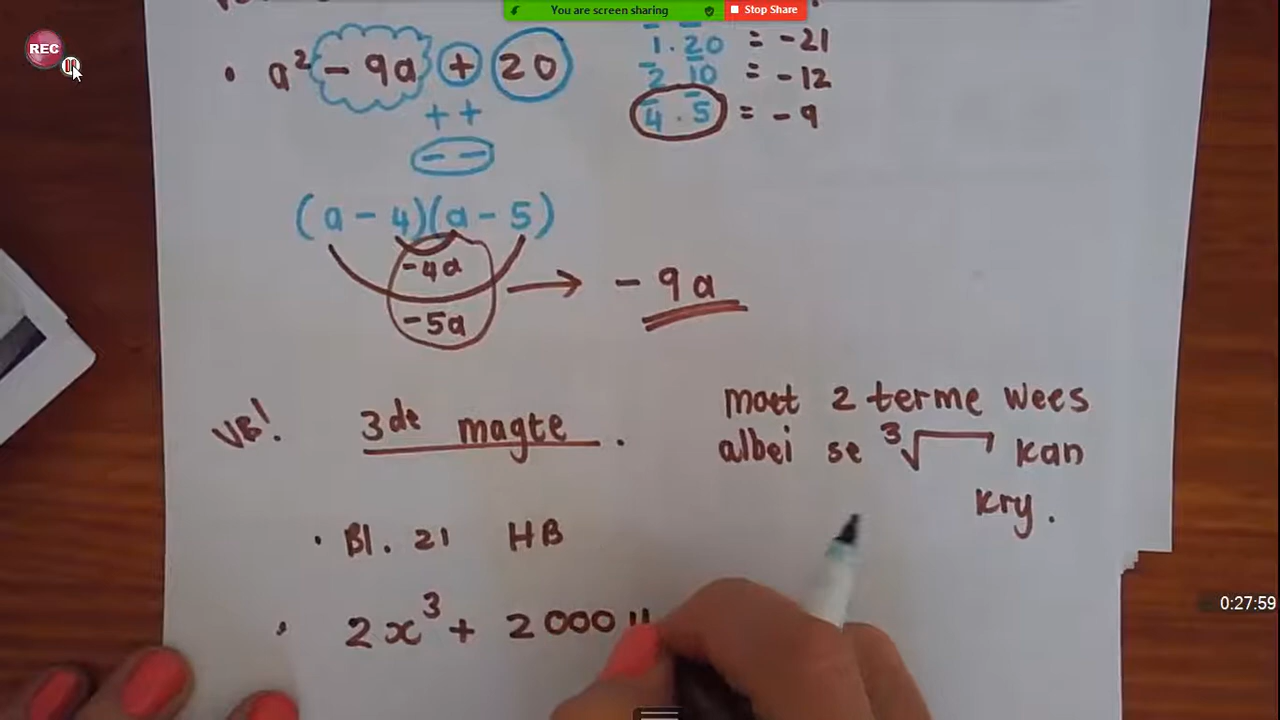 You are screen sharing
Stop Share
REC
• a² - 9a + 20
+ +
- -
1 . 20 = -21
2 10 = -12
4 . 5 = -9
(a - 4)(a - 5)
-4a
-5a
→ - 9a
VB! 3de magte .
moet 2 terme wees
albei se ³√ kan
kry.
• Bl. 21 HB
• 2x³ + 2000
0:27:59